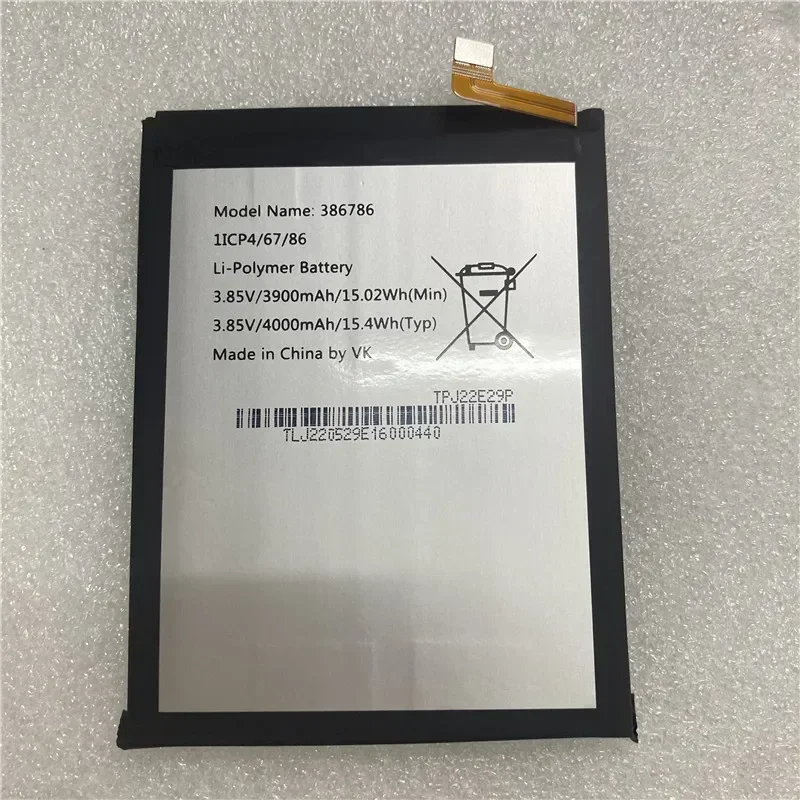 Model Name: 386786
1ICP4/67/86
Li-Polymer Battery
3.85V/3900mAh/15.02Wh(Min)
3.85V/4000mAh/15.4Wh(Typ)
Made in China by VK
TPJ22E29P
TLJ220529E16000440